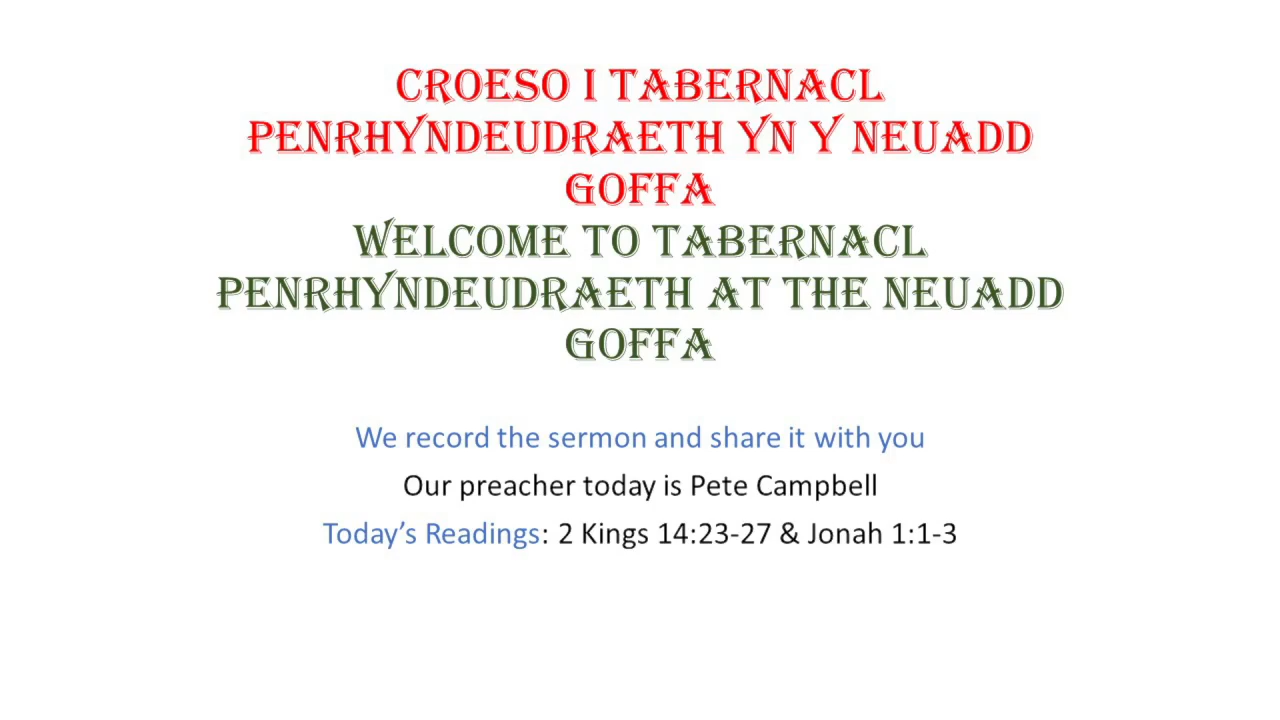 CROESO I TABERNACL
PENRHYNDEUDRAETH YN Y NEUADD
GOFFA
WELCOME TO TABERNACL
PENRHYNDEUDRAETH AT THE NEUADD
GOFFA
We record the sermon and share it with you
Our preacher today is Pete Campbell
Today’s Readings: 2 Kings 14:23-27 & Jonah 1:1-3